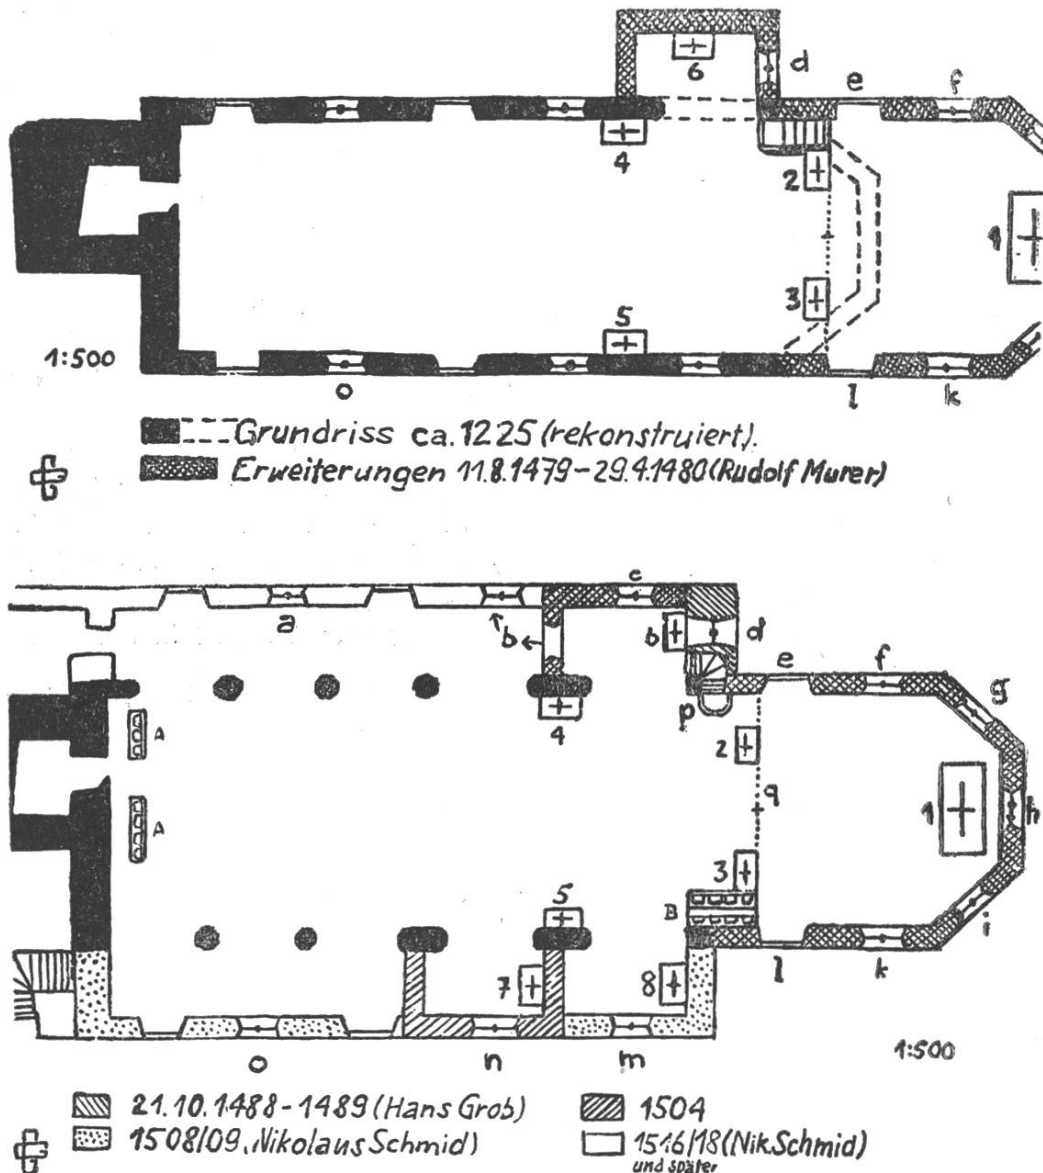 6
d
e
f
4
2
1
3
5
1:500
o
l
k
Grundriss ca. 1225 (rekonstruiert).
Erweiterungen 11.8.1479-29.4.1480 (Rudolf Murer)
c
a
b
b
d
e
f
g
p
4
A
2
q
1
h
A
3
5
B
i
7
8
l
k
o
n
m
1:500
21.10.1488-1489 (Hans Grob)
1504
1508/09, Nikolaus Schmid)
1516/18 (Nik. Schmid)
und später